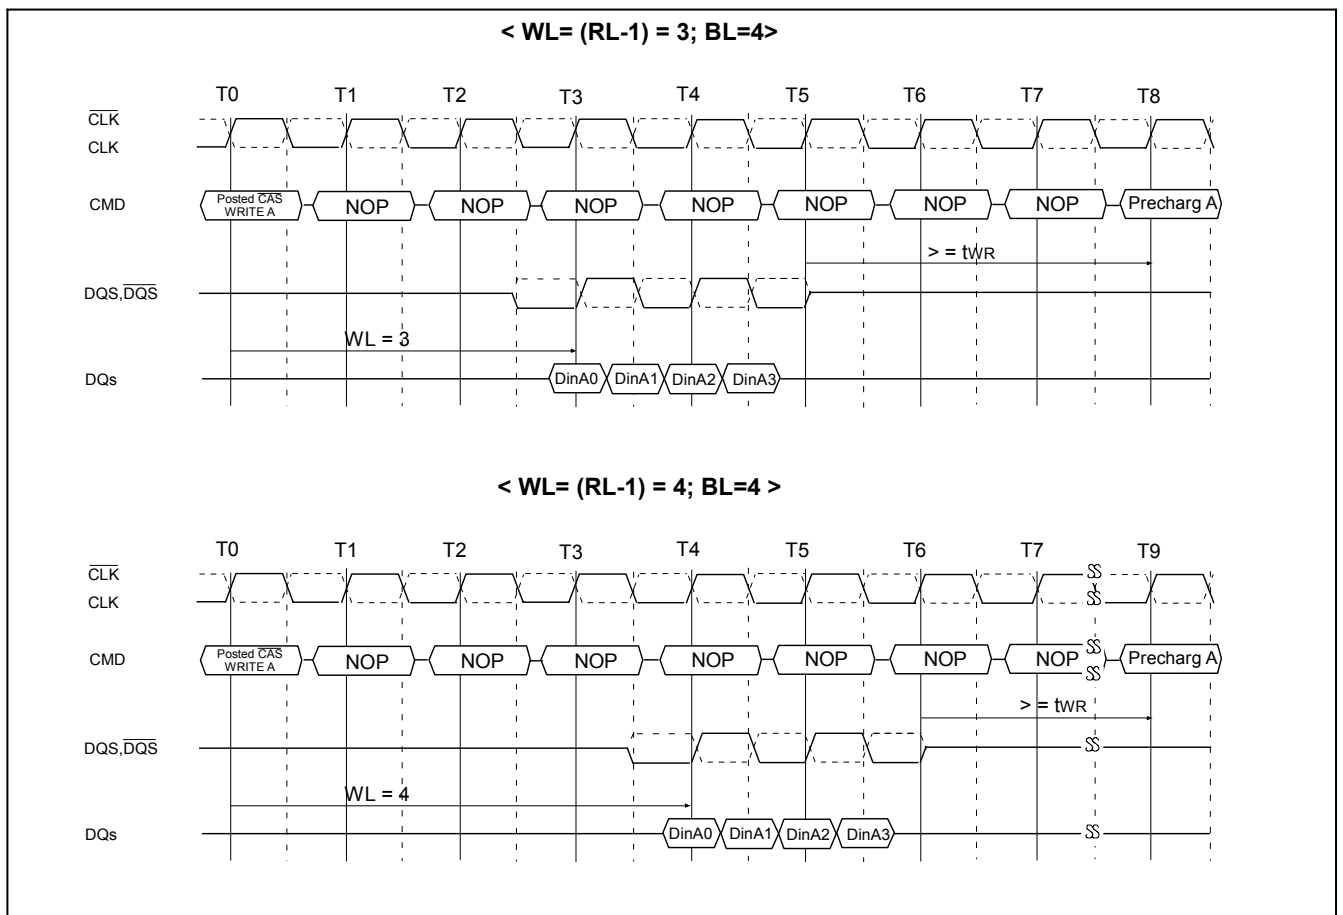 < WL= (RL-1) = 3; BL=4>
T0 T1 T2 T3 T4 T5 T6 T7 T8
CLK
CLK
CMD
Posted CAS
WRITE A
NOP NOP NOP NOP NOP NOP NOP Precharg A
> = tWR
DQS,DQS
WL = 3
DQs
DinA0 DinA1 DinA2 DinA3
< WL= (RL-1) = 4; BL=4 >
T0 T1 T2 T3 T4 T5 T6 T7 T9
CLK
CLK
CMD
Posted CAS
WRITE A
NOP NOP NOP NOP NOP NOP NOP Precharg A
> = tWR
DQS,DQS
WL = 4
DQs
DinA0 DinA1 DinA2 DinA3